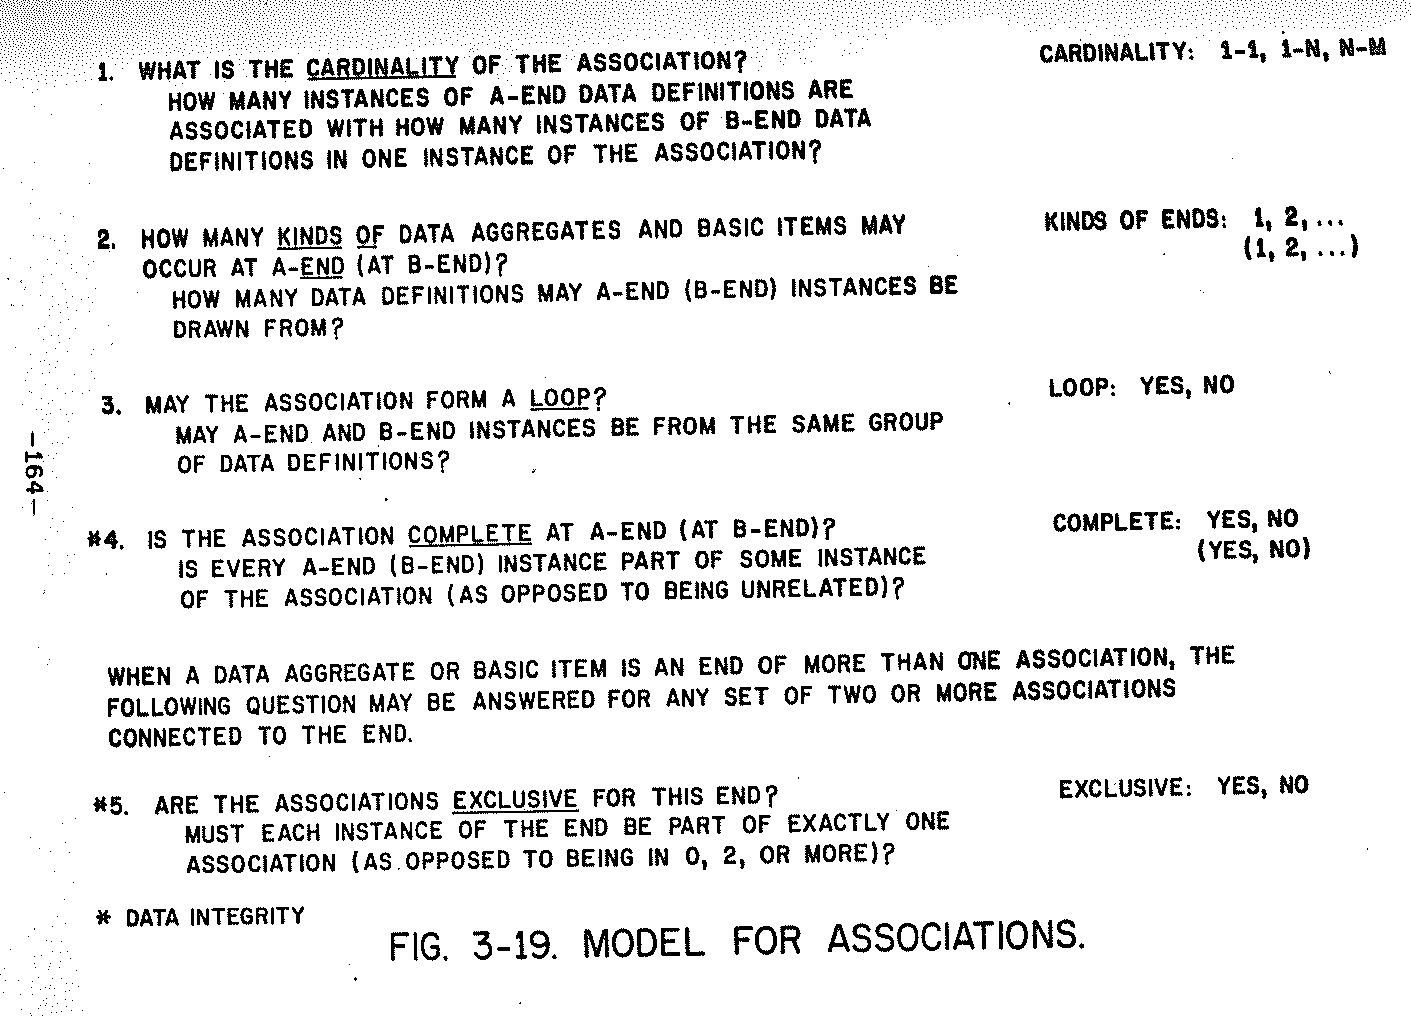 1. WHAT IS THE CARDINALITY OF THE ASSOCIATION? CARDINALITY: 1-1, 1-N, N-M
HOW MANY INSTANCES OF A-END DATA DEFINITIONS ARE
ASSOCIATED WITH HOW MANY INSTANCES OF B-END DATA
DEFINITIONS IN ONE INSTANCE OF THE ASSOCIATION?
2. HOW MANY KINDS OF DATA AGGREGATES AND BASIC ITEMS MAY KINDS OF ENDS: 1, 2, ...
OCCUR AT A-END (AT B-END)? (1, 2, ...)
HOW MANY DATA DEFINITIONS MAY A-END (B-END) INSTANCES BE
DRAWN FROM?
3. MAY THE ASSOCIATION FORM A LOOP? LOOP: YES, NO
MAY A-END AND B-END INSTANCES BE FROM THE SAME GROUP
OF DATA DEFINITIONS?
-164-
*4. IS THE ASSOCIATION COMPLETE AT A-END (AT B-END)? COMPLETE: YES, NO
IS EVERY A-END (B-END) INSTANCE PART OF SOME INSTANCE (YES, NO)
OF THE ASSOCIATION (AS OPPOSED TO BEING UNRELATED)?
WHEN A DATA AGGREGATE OR BASIC ITEM IS AN END OF MORE THAN ONE ASSOCIATION, THE
FOLLOWING QUESTION MAY BE ANSWERED FOR ANY SET OF TWO OR MORE ASSOCIATIONS
CONNECTED TO THE END.
*5. ARE THE ASSOCIATIONS EXCLUSIVE FOR THIS END? EXCLUSIVE: YES, NO
MUST EACH INSTANCE OF THE END BE PART OF EXACTLY ONE
ASSOCIATION (AS OPPOSED TO BEING IN 0, 2, OR MORE)?
* DATA INTEGRITY
FIG. 3-19. MODEL FOR ASSOCIATIONS.